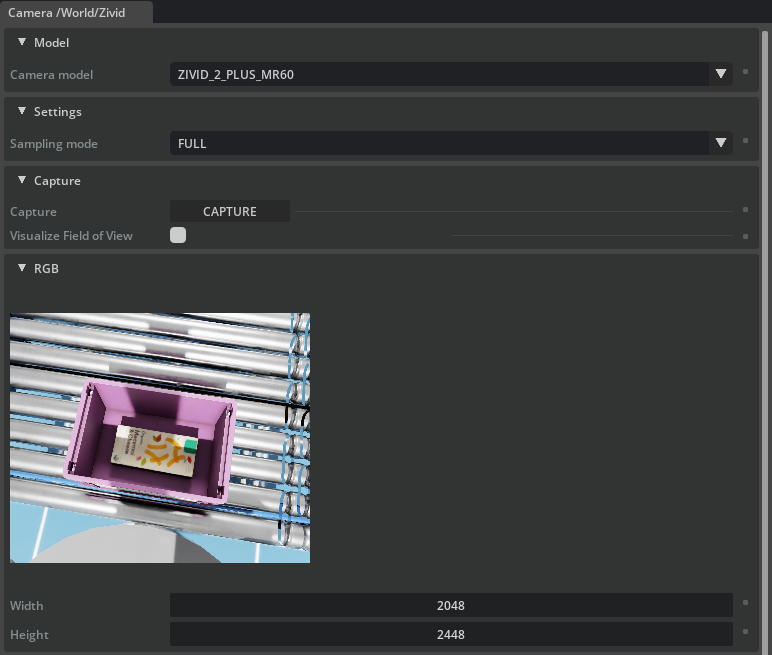 Camera /World/Zivid
Model
Camera model
ZIVID_2_PLUS_MR60
Settings
Sampling mode
FULL
Capture
Capture
CAPTURE
Visualize Field of View
RGB
Width
2048
Height
2448